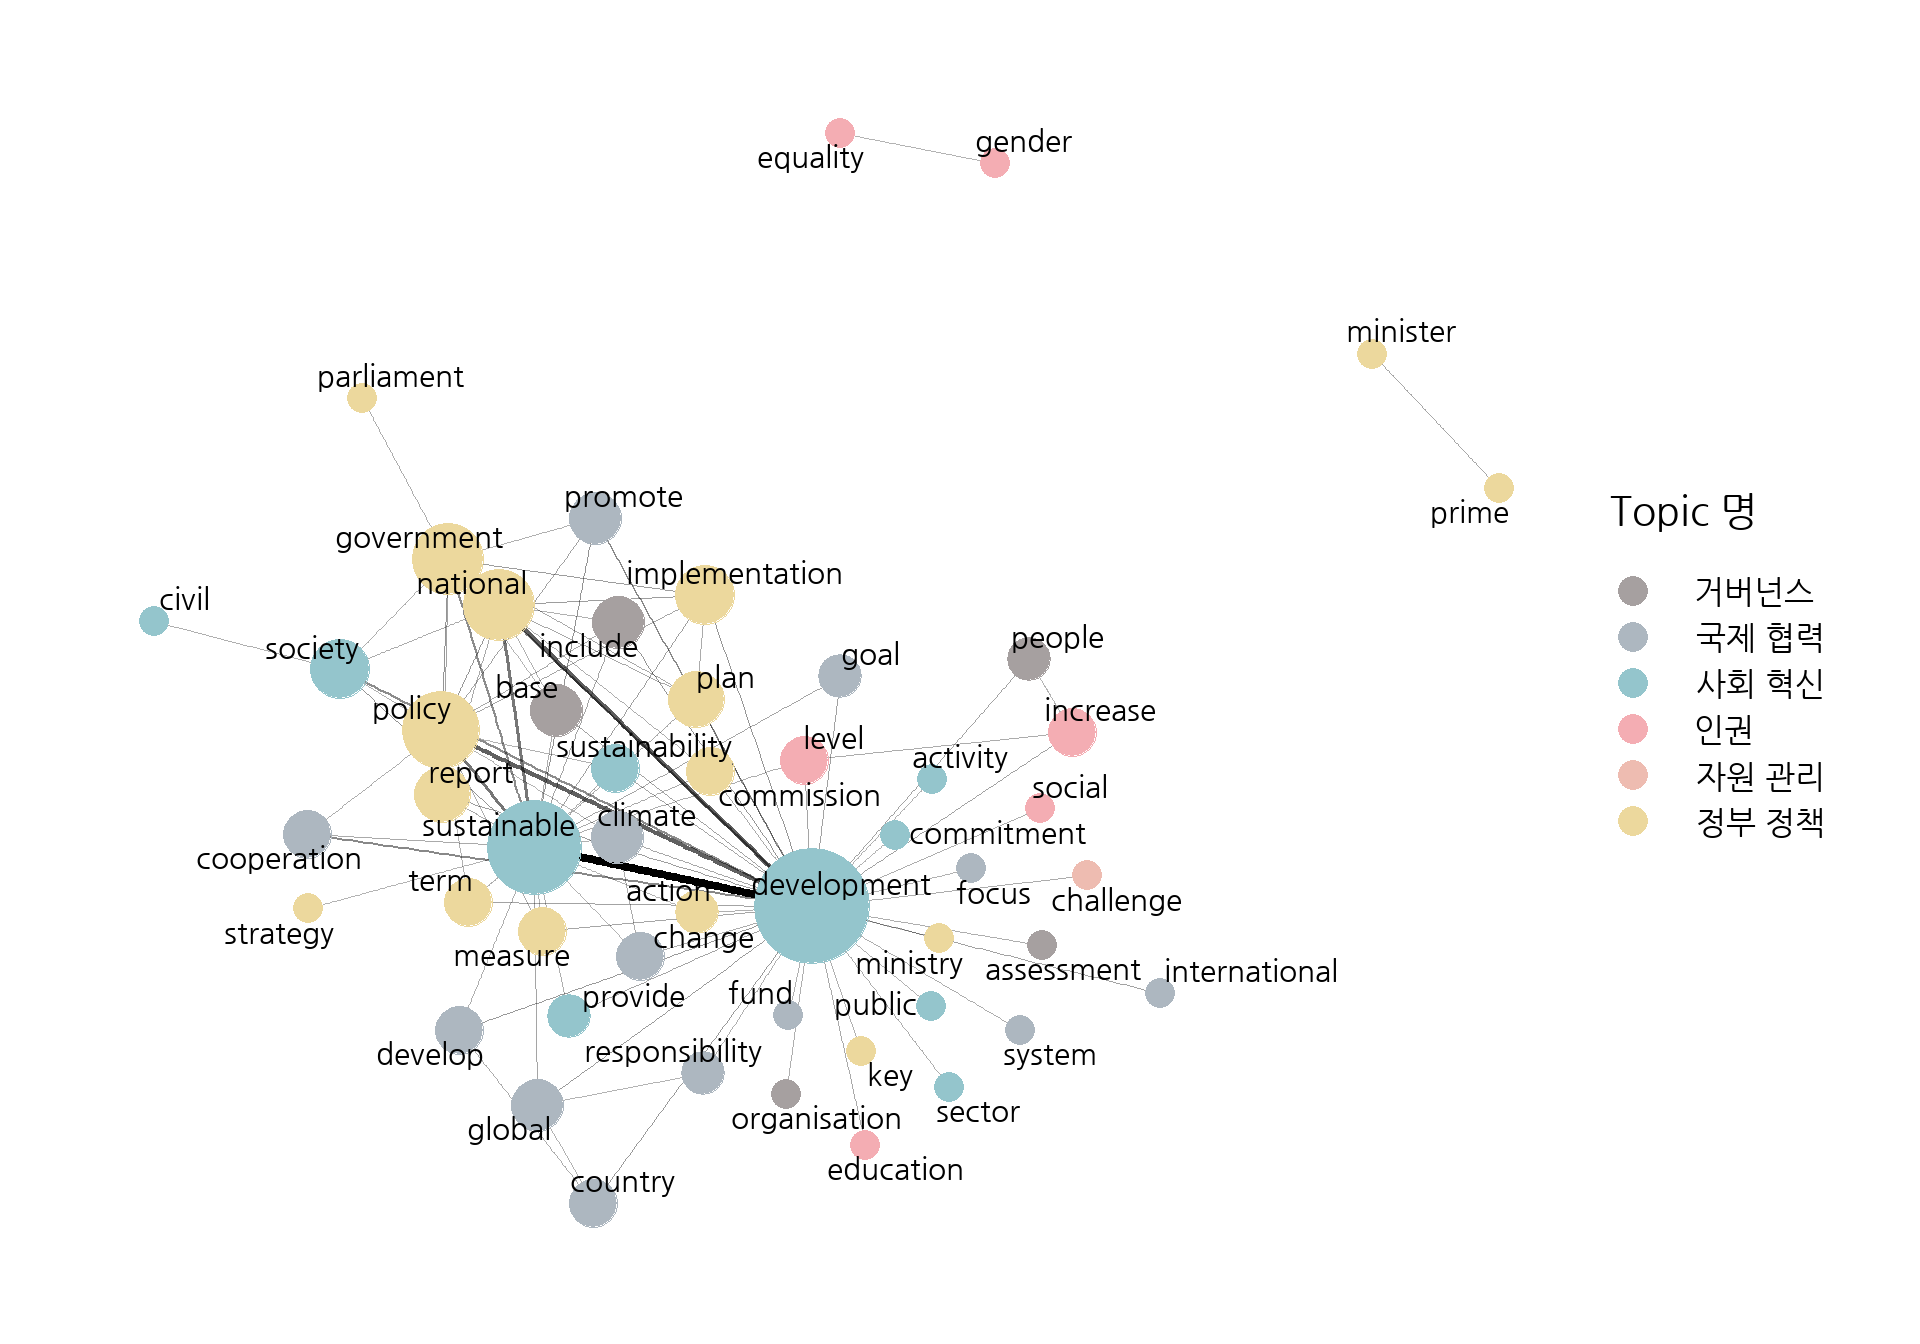 gender
equality
minister
parliament
promote
prime
government
implementation
national
civil
people
include
society
goal
plan
base
policy
increase
level
sustainability
activity
report
social
commission
climate
sustainable
commitment
cooperation
term
action
development
focus
challenge
strategy
change
measure
ministry
assessment
international
provide
fund
public
develop
responsibility
system
key
organisation
sector
global
education
country
Topic 명
거버넌스
국제 협력
사회 혁신
인권
자원 관리
정부 정책